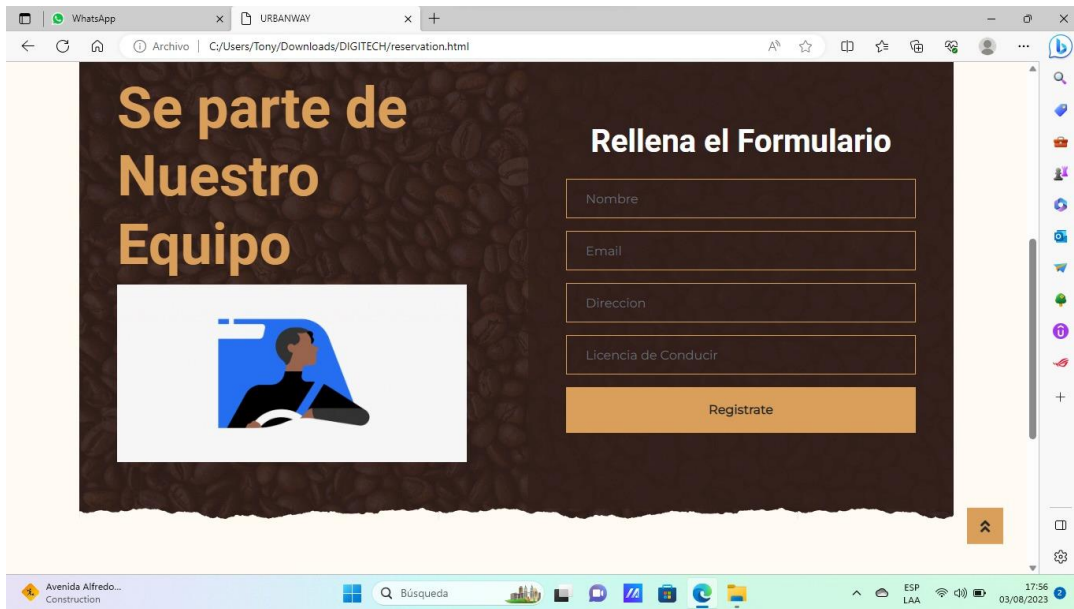 WhatsApp
URBANWAY
Archivo | C:/Users/Tony/Downloads/DIGITECH/reservation.html
Se parte de
Nuestro
Equipo
Rellena el Formulario
Nombre
Email
Direccion
Licencia de Conducir
Registrate
Avenida Alfredo...
Construction
Búsqueda
ESP
LAA
17:56
03/08/2023
2